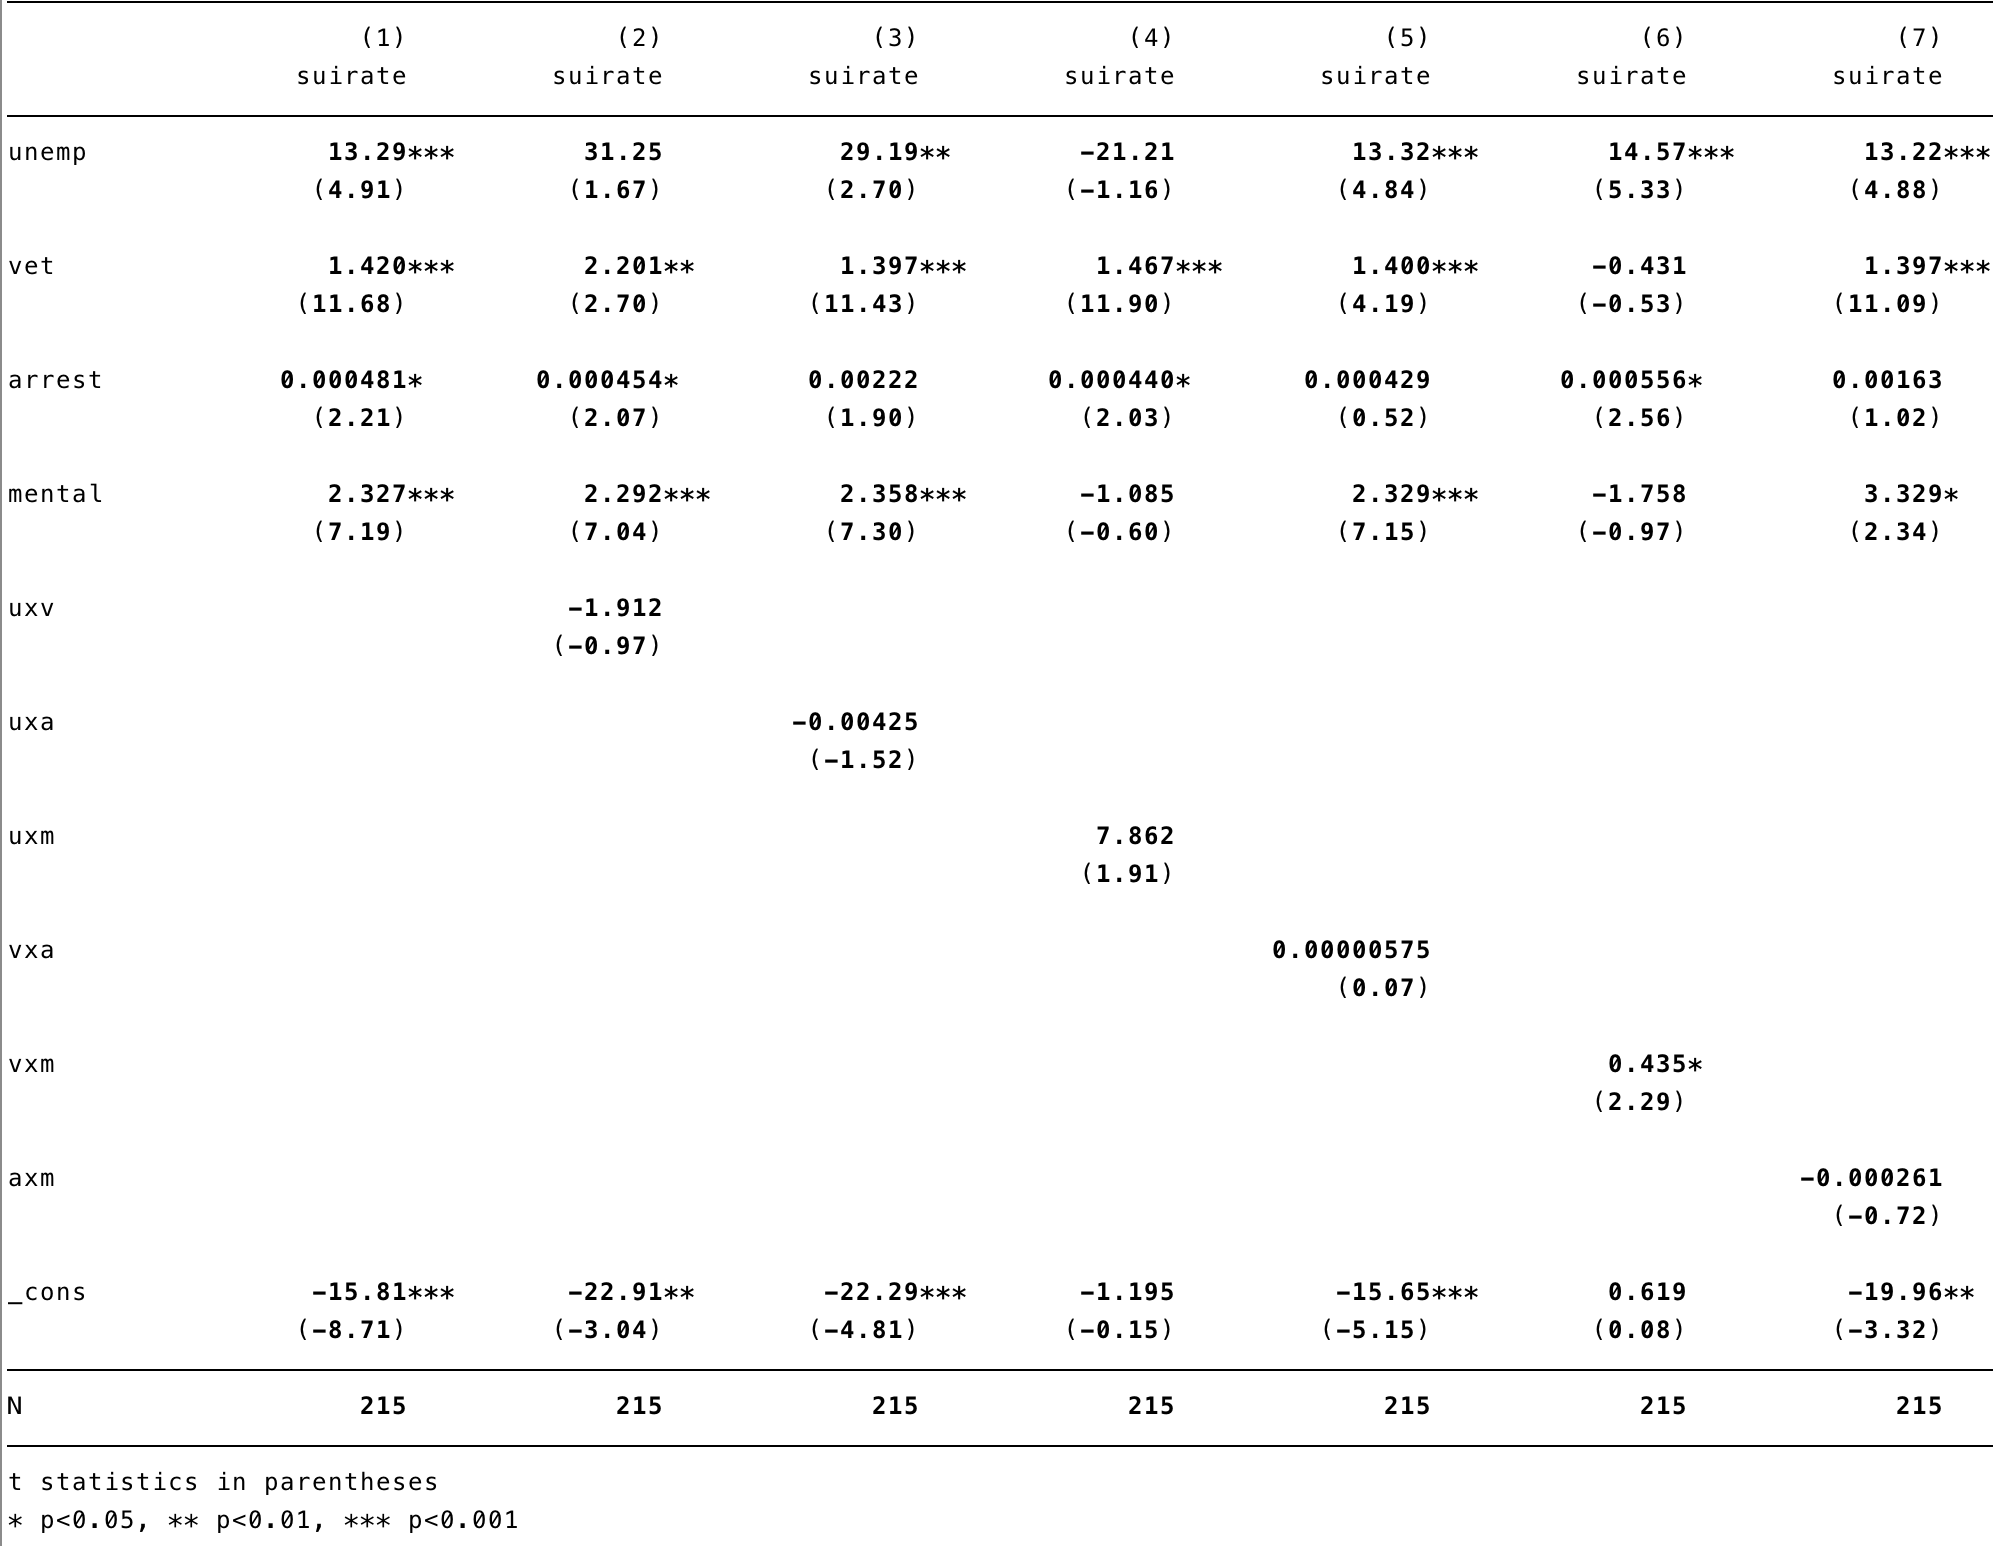 (1) (2) (3) (4) (5) (6) (7)
suirate suirate suirate suirate suirate suirate suirate
unemp 13.29*** 31.25 29.19** -21.21 13.32*** 14.57*** 13.22***
(4.91) (1.67) (2.70) (-1.16) (4.84) (5.33) (4.88)
vet 1.420*** 2.201** 1.397*** 1.467*** 1.400*** -0.431 1.397***
(11.68) (2.70) (11.43) (11.90) (4.19) (-0.53) (11.09)
arrest 0.000481* 0.000454* 0.00222 0.000440* 0.000429 0.000556* 0.00163
(2.21) (2.07) (1.90) (2.03) (0.52) (2.56) (1.02)
mental 2.327*** 2.292*** 2.358*** -1.085 2.329*** -1.758 3.329*
(7.19) (7.04) (7.30) (-0.60) (7.15) (-0.97) (2.34)
uxv -1.912
(-0.97)
uxa -0.00425
(-1.52)
uxm 7.862
(1.91)
vxa 0.00000575
(0.07)
vxm 0.435*
(2.29)
axm -0.000261
(-0.72)
_cons -15.81*** -22.91** -22.29*** -1.195 -15.65*** 0.619 -19.96**
(-8.71) (-3.04) (-4.81) (-0.15) (-5.15) (0.08) (-3.32)
N 215 215 215 215 215 215 215
t statistics in parentheses
* p<0.05, ** p<0.01, *** p<0.001